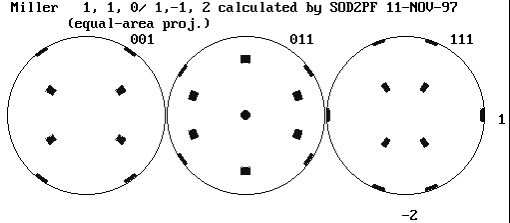 Miller   1, 1, 0/ 1,-1, 2 calculated by SOD2PF 11-NOV-97
(equal-area proj.)
001
011
111
1
-2